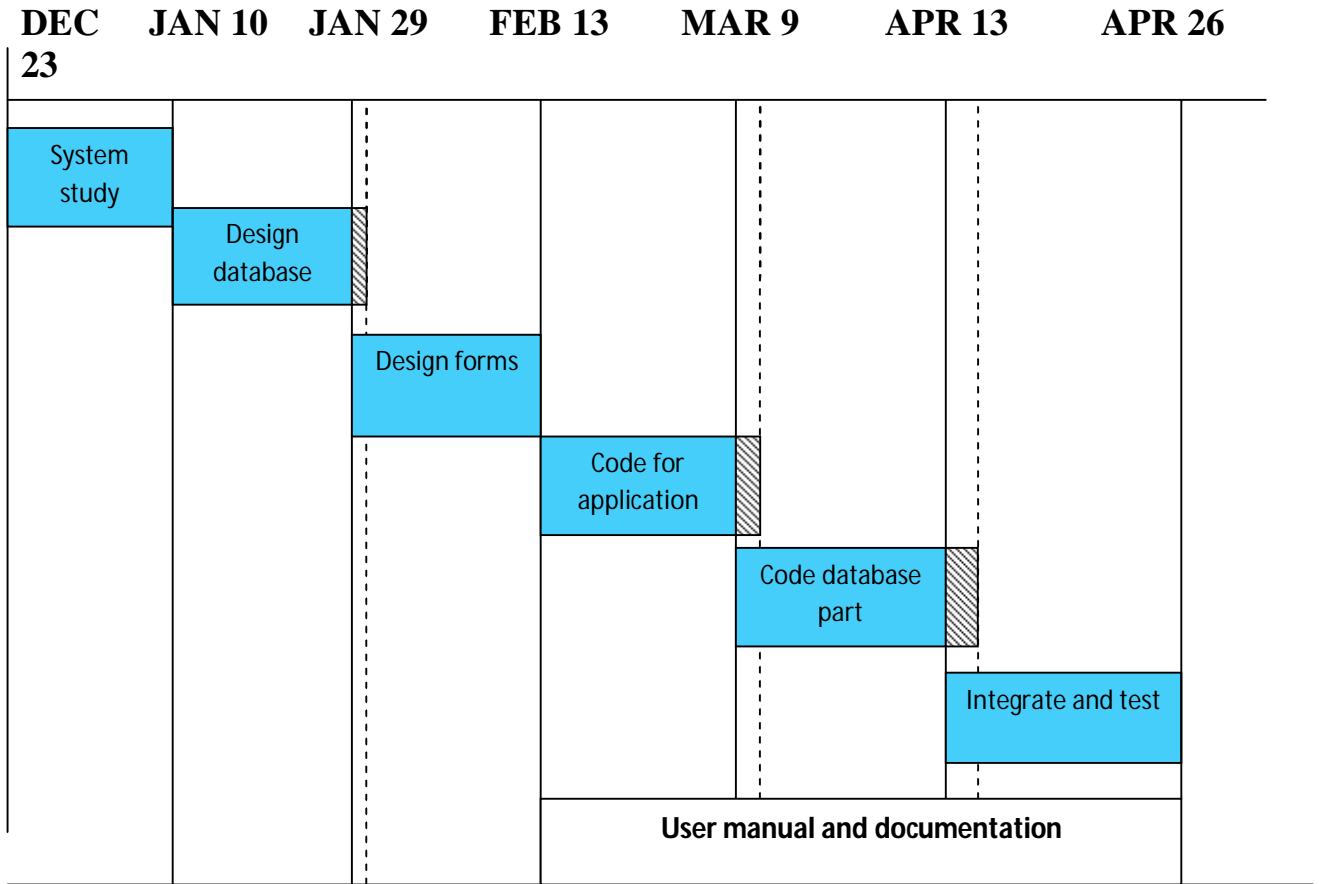 DEC JAN 10 JAN 29 FEB 13 MAR 9 APR 13 APR 26
23
System
study
Design
database
Design forms
Code for
application
Code database
part
Integrate and test
User manual and documentation